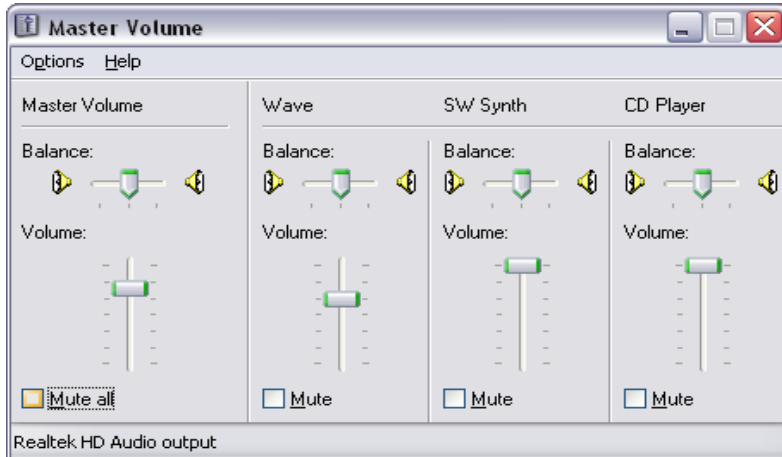 Master Volume
Options Help
Master Volume Wave SW Synth CD Player
Balance: Balance: Balance: Balance:
Volume: Volume: Volume: Volume:
Mute all Mute Mute Mute
Realtek HD Audio output